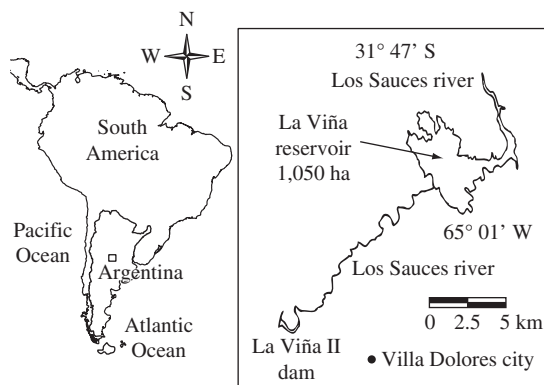 N
W E
S
South
America
Pacific
Ocean
Argentina
Atlantic
Ocean
31° 47’ S
Los Sauces river
La Viña
reservoir
1,050 ha
65° 01’ W
Los Sauces river
0 2.5 5 km
La Viña II
dam
Villa Dolores city